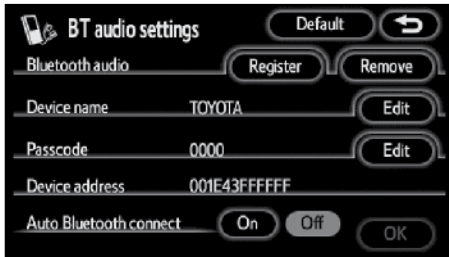 BT audio settings Default
Bluetooth audio Register Remove
Device name TOYOTA Edit
Passcode 0000 Edit
Device address 001E43FFFFFF
Auto Bluetooth connect On Off OK